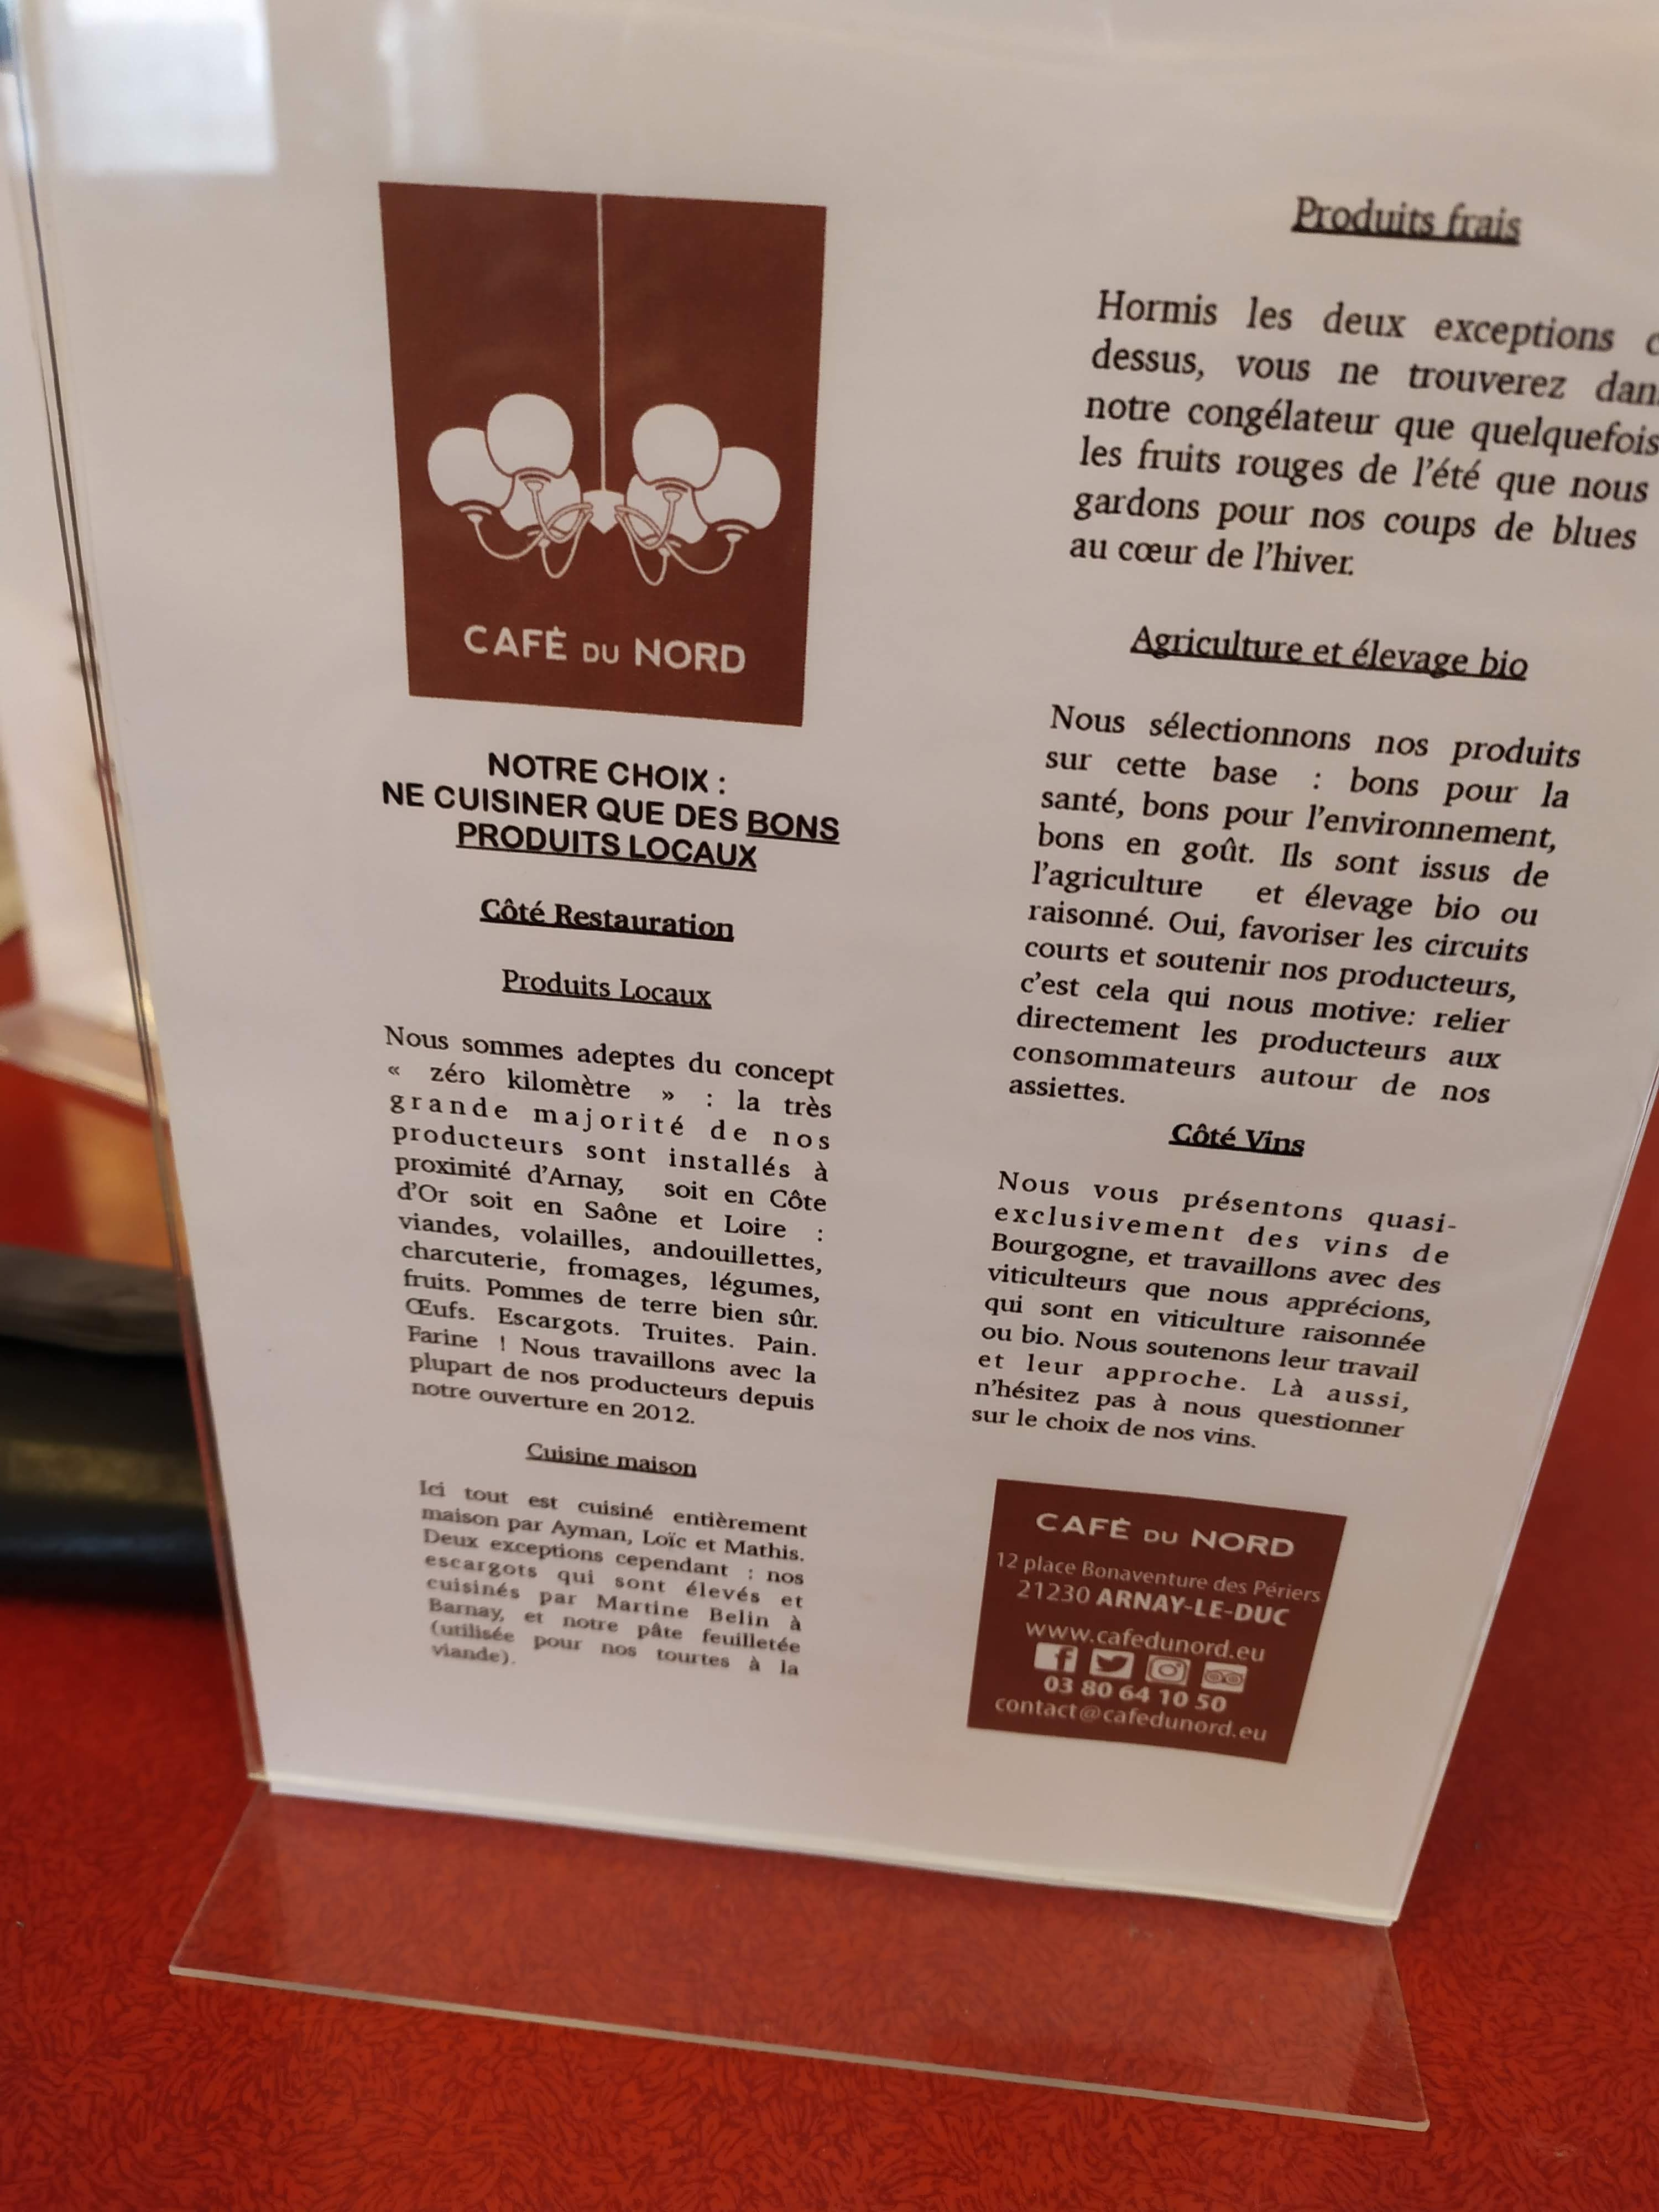 CAFÉ DU NORD
NOTRE CHOIX :
NE CUISINER QUE DES BONS
PRODUITS LOCAUX
Côté Restauration
Produits Locaux
Nous sommes adeptes du concept
« zéro kilomètre » : la très
grande majorité de nos
producteurs sont installés à
proximité d'Arnay, soit en Côte
d'Or soit en Saône et Loire :
viandes, volailles, andouillettes,
charcuterie, fromages, légumes,
fruits. Pommes de terre bien sûr.
Œufs. Escargots. Truites. Pain.
Farine ! Nous travaillons avec la
plupart de nos producteurs depuis
notre ouverture en 2012.
Cuisine maison
Ici tout est cuisiné entièrement
maison par Ayman, Loïc et Mathis.
Deux exceptions cependant : nos
escargots qui sont élevés et
cuisinés par Martine Belin à
Barnay, et notre pâte feuilletée
(utilisée pour nos tourtes à la
viande).
Produits frais
Hormis les deux exceptions
dessus, vous ne trouverez dans
notre congélateur que quelquefois
les fruits rouges de l'été que nous
gardons pour nos coups de blues
au cœur de l'hiver.
Agriculture et élevage bio
Nous sélectionnons nos produits
sur cette base : bons pour la
santé, bons pour l'environnement,
bons en goût. Ils sont issus de
l'agriculture et élevage bio ou
raisonné. Oui, favoriser les circuits
courts et soutenir nos producteurs,
c'est cela qui nous motive: relier
directement les producteurs aux
consommateurs autour de nos
assiettes.
Côté Vins
Nous vous présentons quasi-
exclusivement des vins de
Bourgogne, et travaillons avec des
viticulteurs que nous apprécions,
qui sont en viticulture raisonnée
ou bio. Nous soutenons leur travail
et leur approche. Là aussi,
n'hésitez pas à nous questionner
sur le choix de nos vins.
CAFÉ DU NORD
12 place Bonaventure des Périers
21230 ARNAY-LE-DUC
www.cafedunord.eu
03 80 64 10 50
contact@cafedunord.eu